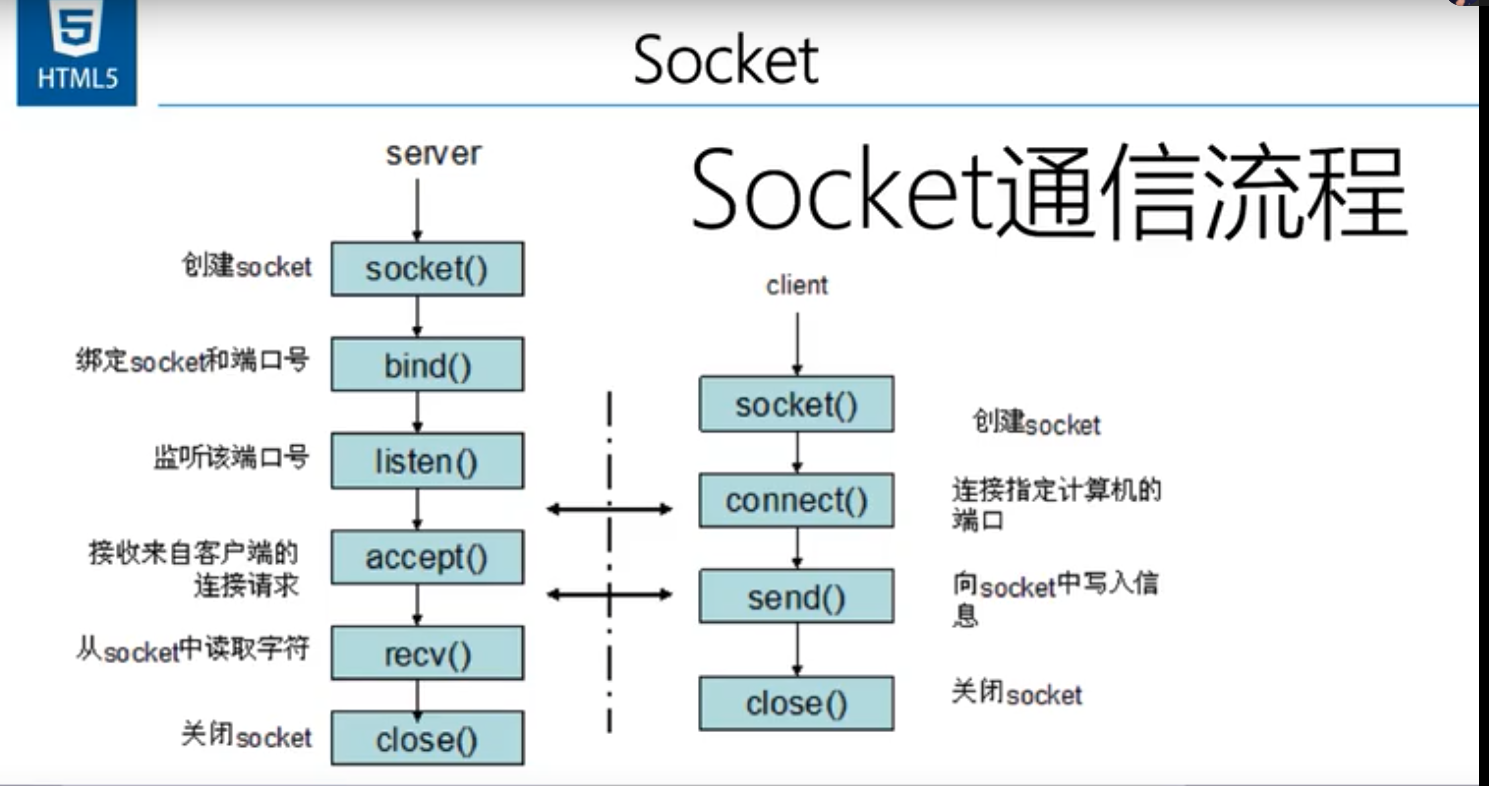 HTML5
Socket
Socket通信流程
server
创建socket
socket()
绑定socket和端口号
bind()
监听该端口号
listen()
接收来自客户端的
连接请求
accept()
从socket中读取字符
recv()
关闭socket
close()
client
socket()
创建socket
connect()
连接指定计算机的
端口
send()
向socket中写入信
息
close()
关闭socket